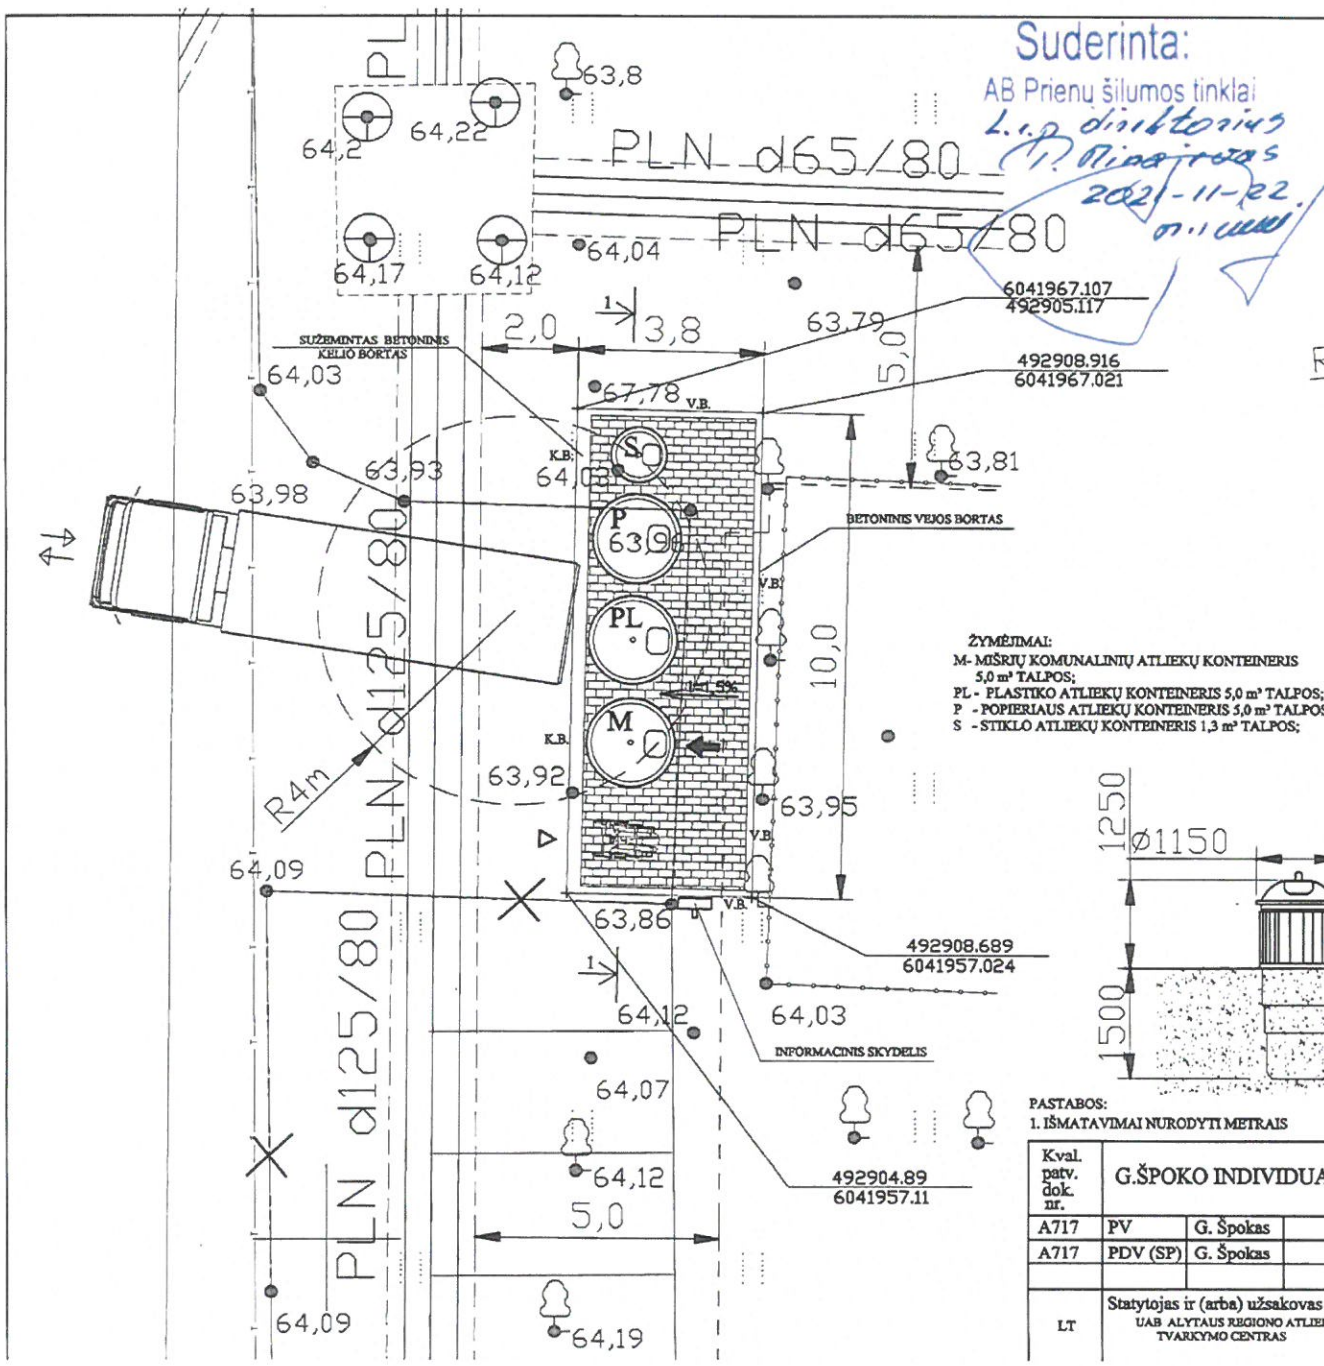 Suderinta:
AB Prienų šilumos tinklai
L.e.p direktorius
2021-11-22
PL
63,8
64,2
64,22
PLN d65/80
PLN d65/80
64,17
64,12
64,04
6041967.107
492905.117
63,79
1
2,0
3,8
5,0
SUŽEMINTAS BETONINIS
KELIO BORTAS
64,03
67,78
V.B.
492908.916
6041967.021
R
K.B.
S
64,03
63,93
63,98
63,81
P
63,9
BETONINIS VEJOS BORTAS
V.B.
PL
10,0
PLN d125/80
i=1,5%
M
K.B.
R4m
63,92
63,95
V.B.
ŽYMĖJIMAI:
M- MIŠRIŲ KOMUNALINIŲ ATLIEKŲ KONTEINERIS
5,0 m³ TALPOS;
PL - PLASTIKO ATLIEKŲ KONTEINERIS 5,0 m³ TALPOS;
P - POPIERIAUS ATLIEKŲ KONTEINERIS 5,0 m³ TALPOS
S - STIKLO ATLIEKŲ KONTEINERIS 1,3 m³ TALPOS;
1250
Ø1150
1500
64,09
63,86
V.B.
492908.689
6041957.024
1
64,12
64,03
INFORMACINIS SKYDELIS
64,07
PLN d125/80
64,12
492904.89
6041957.11
5,0
64,09
64,19
PASTABOS:
1. IŠMATAVIMAI NURODYTI METRAIS
Kval.
patv.
dok.
nr.
G.ŠPOKO INDIVIDUA
A717 PV G. Špokas
A717 PDV (SP) G. Špokas
LT
Statytojas ir (arba) užsakovas
UAB ALYTAUS REGIONO ATLIE
TVARKYMO CENTRAS